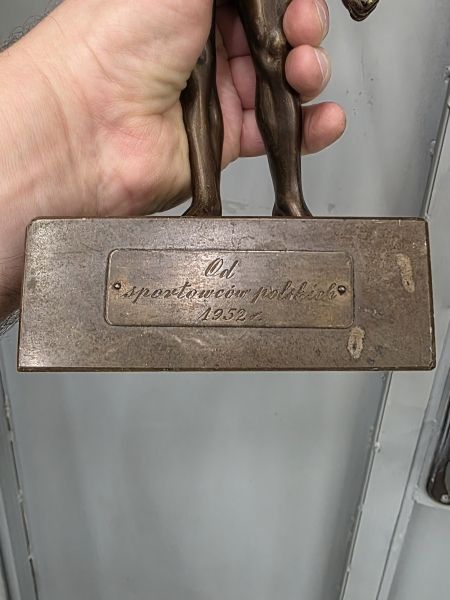 Od
sportowców polskich
1952 r.